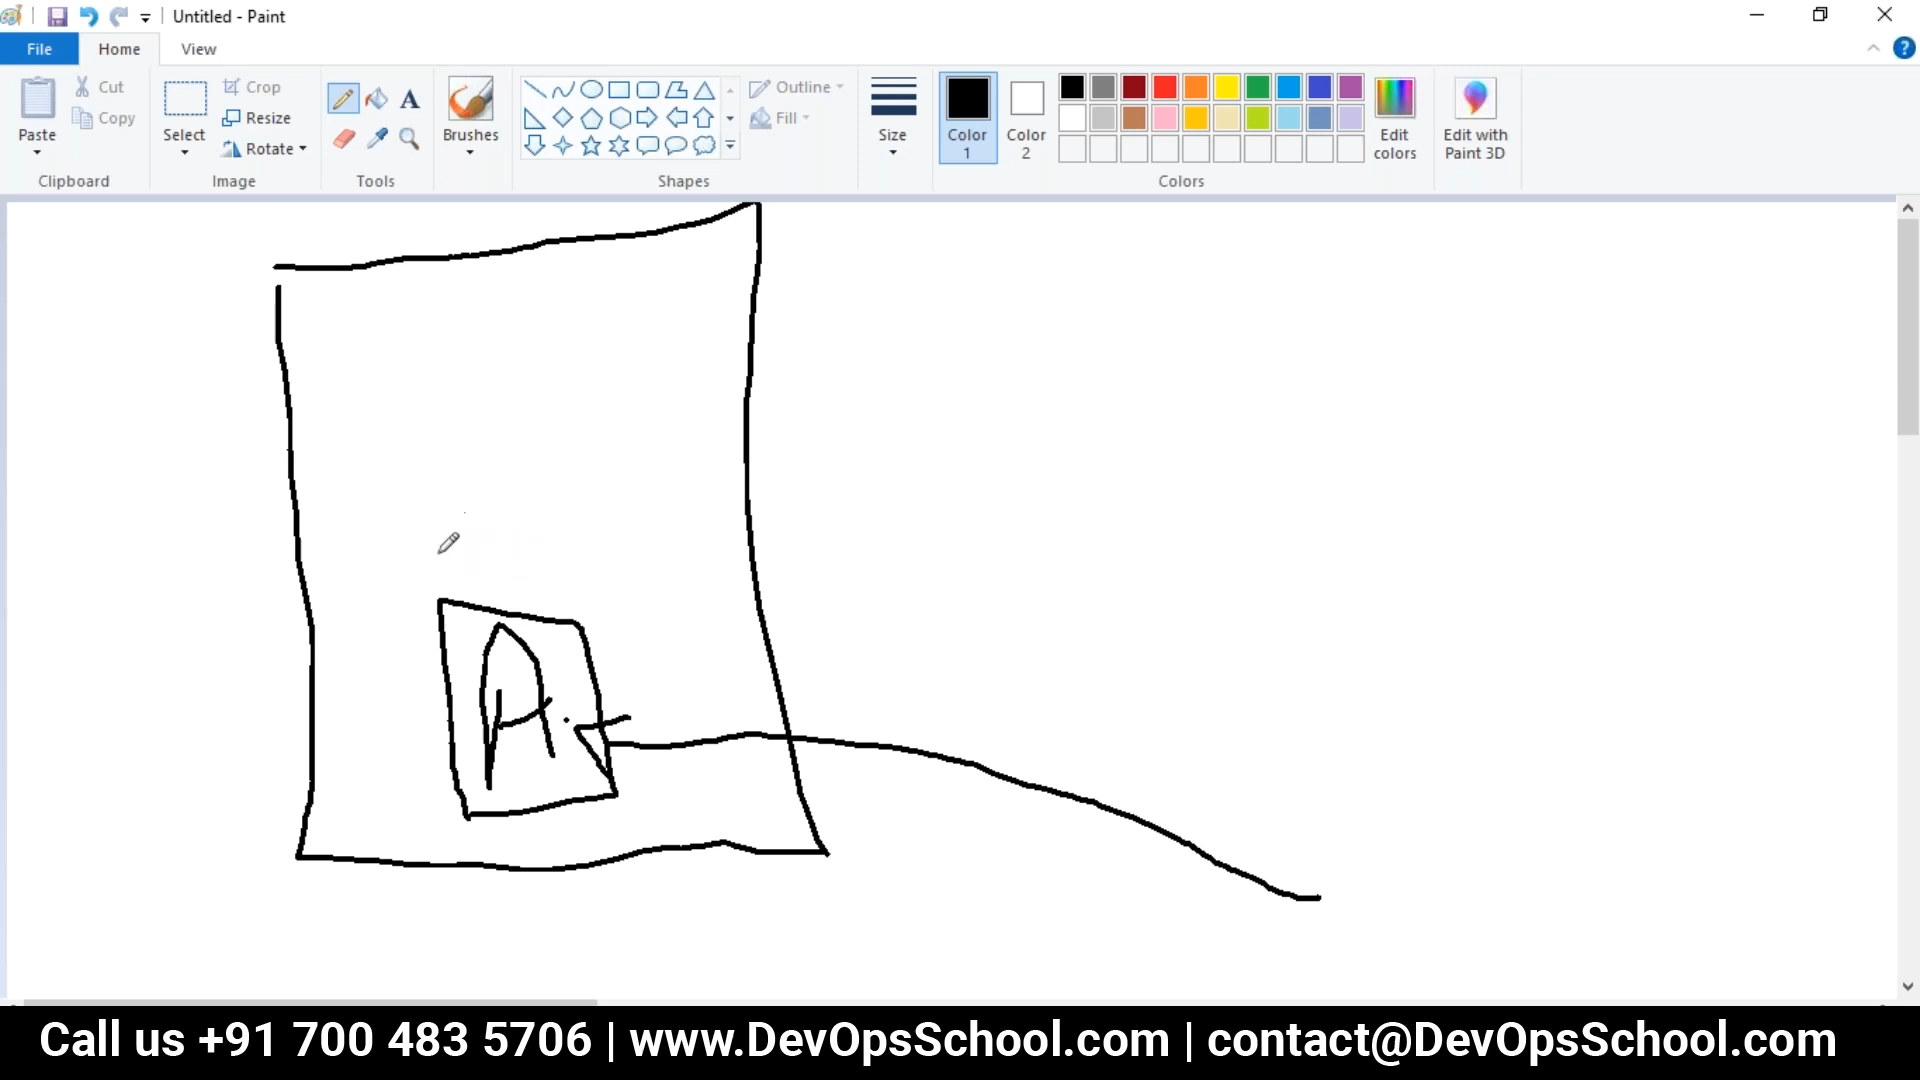 Untitled - Paint
File Home View
Paste Cut Copy Clipboard
Select Crop Resize Rotate Image
A Tools
Brushes
Shapes
Outline Fill
Size
Color 1 Color 2 Edit colors Colors
Edit with Paint 3D
?
A
Call us +91 700 483 5706 | www.DevOpsSchool.com | contact@DevOpsSchool.com